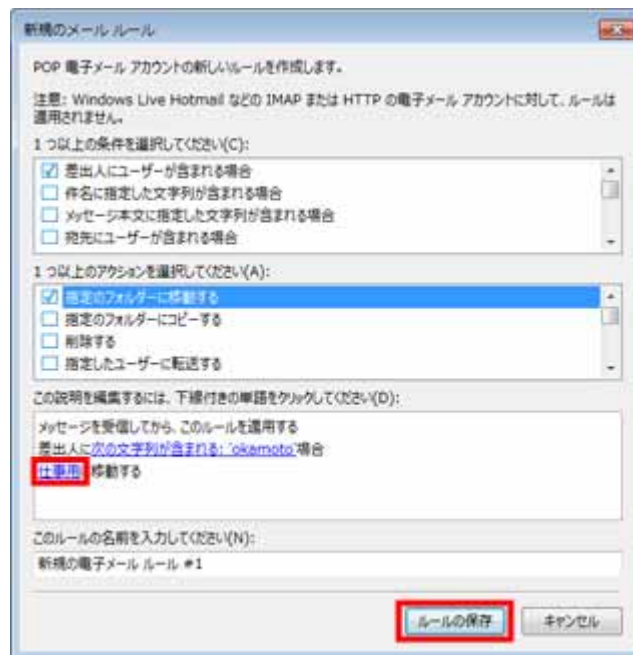 新規のメール ルール
POP 電子メール アカウントの新しいルールを作成します。
注意: Windows Live Hotmail などの IMAP または HTTP の電子メール アカウントに対して、ルールは
適用されません。
1 つ以上の条件を選択してください(C):
差出人にユーザーが含まれる場合
件名に指定した文字列が含まれる場合
メッセージ本文に指定した文字列が含まれる場合
宛先にユーザーが含まれる場合
1 つ以上のアクションを選択してください(A):
指定のフォルダーに移動する
指定のフォルダーにコピーする
削除する
指定したユーザーに転送する
この説明を編集するには、下線付きの単語をクリックしてください(D):
メッセージを受信してから、このルールを適用する
差出人に次の文字列が含まれる: 'okamoto'場合
仕事用 移動する
このルールの名前を入力してください(N):
新規の電子メール ルール #1
ルールの保存 キャンセル